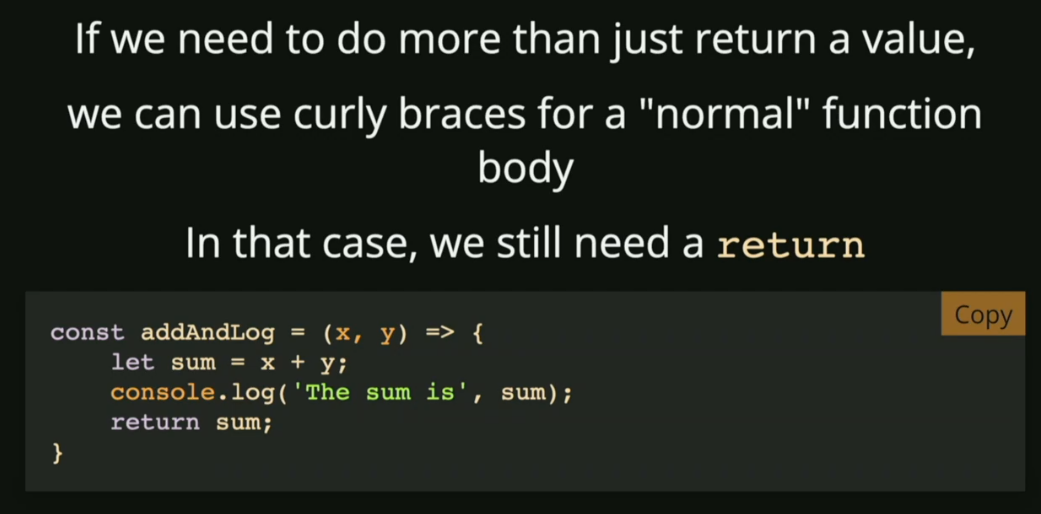 If we need to do more than just return a value,
we can use curly braces for a "normal" function
body
In that case, we still need a return
Copy
const addAndLog = (x, y) => {
    let sum = x + y;
    console.log('The sum is', sum);
    return sum;
}